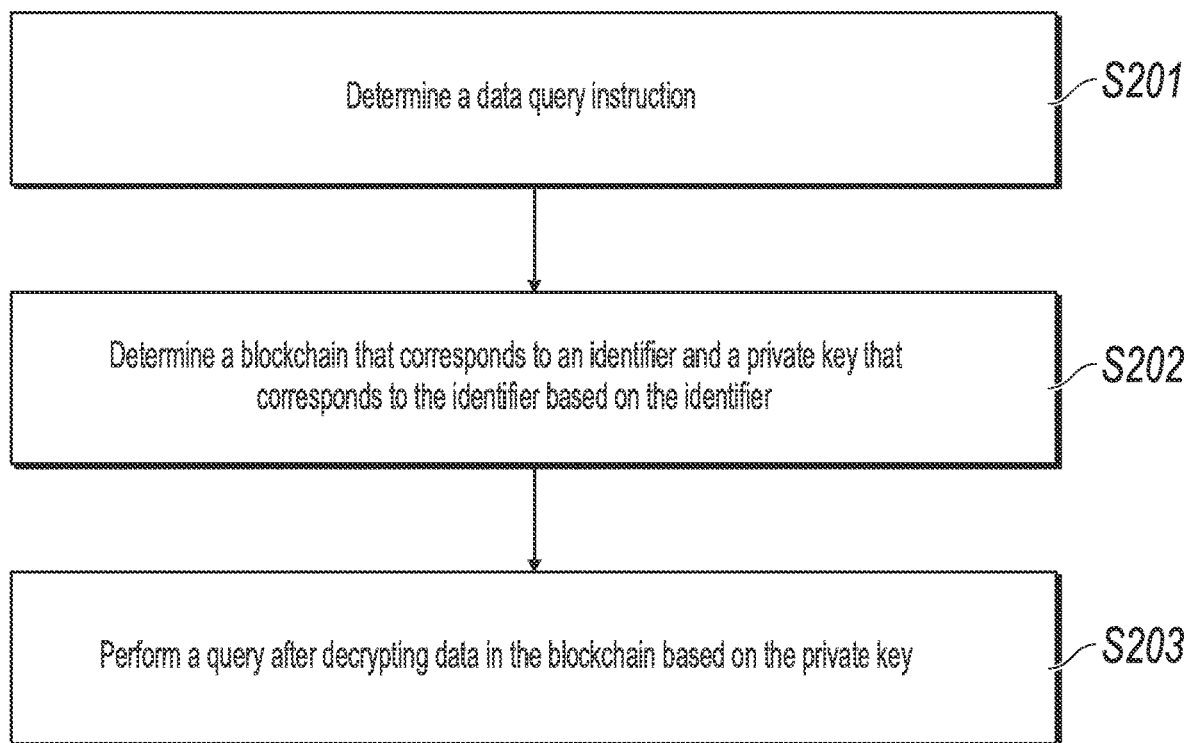 Determine a data query instruction
S201
Determine a blockchain that corresponds to an identifier and a private key that
corresponds to the identifier based on the identifier
S202
Perform a query after decrypting data in the blockchain based on the private key
S203